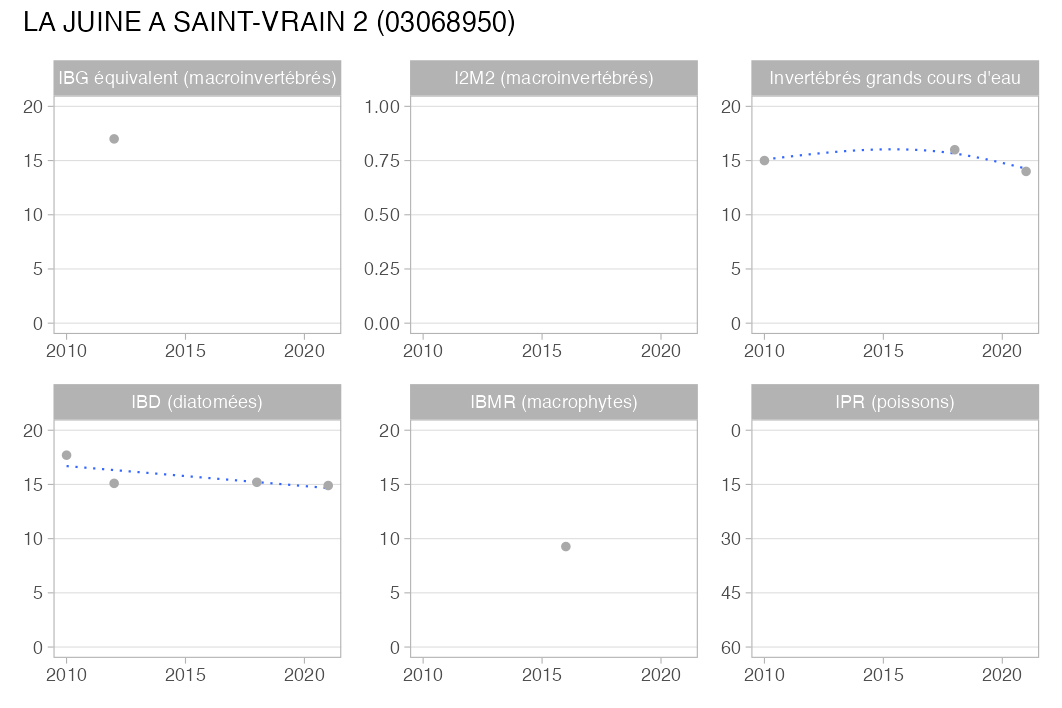 LA JUINE A SAINT-VRAIN 2 (03068950)
IBG équivalent (macroinvertébrés)
20
15
10
5
0
2010 2015 2020
I2M2 (macroinvertébrés)
1.00
0.75
0.50
0.25
0.00
2010 2015 2020
Invertébrés grands cours d'eau
20
15
10
5
0
2010 2015 2020
IBD (diatomées)
20
15
10
5
0
2010 2015 2020
IBMR (macrophytes)
20
15
10
5
0
2010 2015 2020
IPR (poissons)
0
15
30
45
60
2010 2015 2020